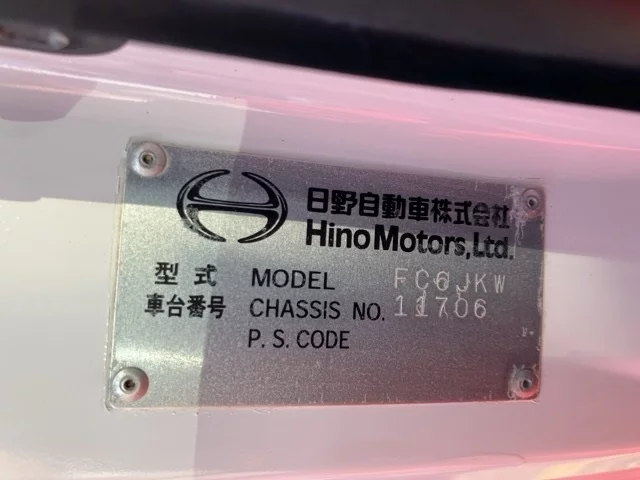 日野自動車株式会社
Hino Motors, Ltd.
型式 MODEL FC6JKW
車台番号 CHASSIS NO. 11706
P. S. CODE